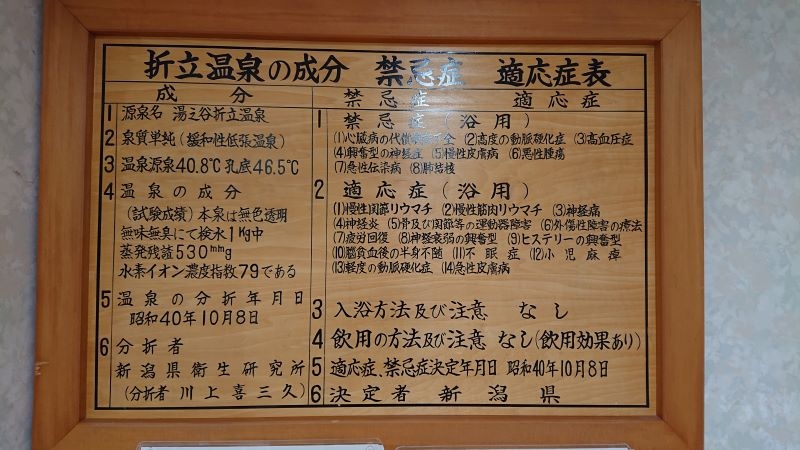 折立温泉の成分 禁忌症 適応症表
成分
1 源泉名 湯之谷折立温泉
2 泉質単純(緩和性低張温泉)
3 温泉源泉40.8℃孔底46.5℃
4 温泉の成分
(試験成績)本泉は無色透明
無味無臭にて検水1Kg中
蒸発残渣530mg
水素イオン濃度指数79である
5 温泉の分折年月日
昭和40年10月8日
6 分折者
新潟県衛生研究所
(分折者 川上喜三久)
禁忌症 適応症
1 禁忌症(浴用)
(1)心臓病の代償不全 (2)高度の動脈硬化症 (3)高血圧症
(4)興奮型の神経症 (5)慢性皮膚病 (6)悪性腫瘍
(7)急性伝染病 (8)肺結核
2 適応症(浴用)
(1)慢性関節リウマチ (2)慢性筋肉リウマチ (3)神経痛
(4)神経炎 (5)骨及び関節等の運動器障害 (6)外傷性障害の療法
(7)疲労回復 (8)神経衰弱の興奮型 (9)ヒステリーの興奮型
(10)脳貧血後の半身不随 (11)不眠症 (12)小児麻痺
(13)軽度の動脈硬化症 (14)急性皮膚病
3 入浴方法及び注意 なし
4 飲用の方法及び注意 なし(飲用効果あり)
5 適応症、禁忌症決定年月日 昭和40年10月8日
6 決定者 新潟県